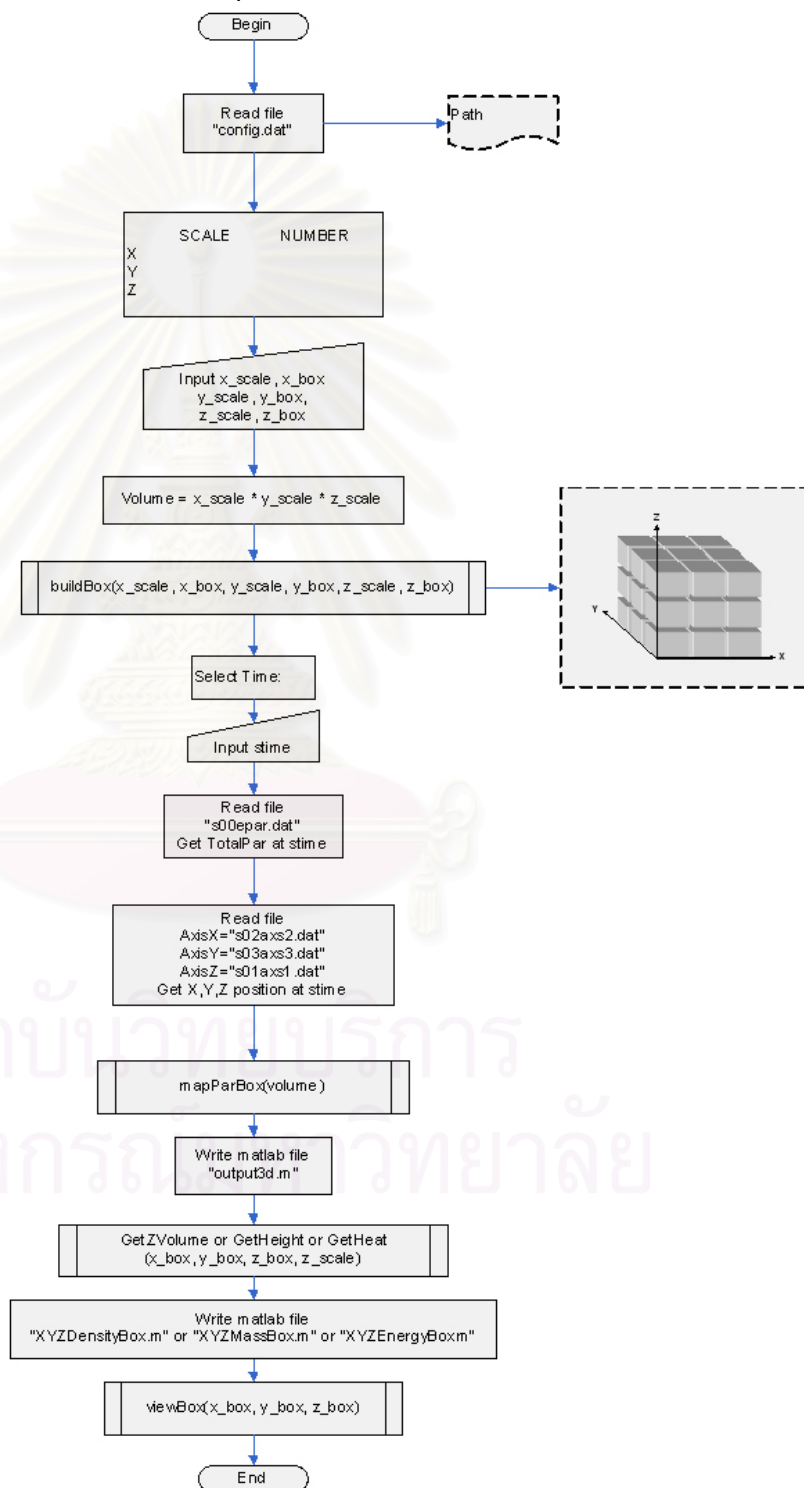 Begin
Read file
"config.dat"
Path
SCALE NUMBER
X
Y
Z
Input x_scale, x_box
y_scale, y_box,
z_scale, z_box
Volume = x_scale * y_scale * z_scale
buildBox(x_scale, x_box, y_scale, y_box, z_scale, z_box)
Z
Y
X
Select Time:
Input stime
Read file
"s00epar.dat"
Get TotalPar at stime
Read file
AxisX="s02axs2.dat"
AxisY="s03axs3.dat"
AxisZ="s01axs1.dat"
Get X,Y,Z position at stime
mapParBox(volume)
Write matlab file
"output3d.m"
GetZVolume or GetHeight or GetHeat
(x_box, y_box, z_box, z_scale)
Write matlab file
"XYZDensityBox.m" or "XYZMassBox.m" or "XYZEnergyBoxm"
viewBox(x_box, y_box, z_box)
End